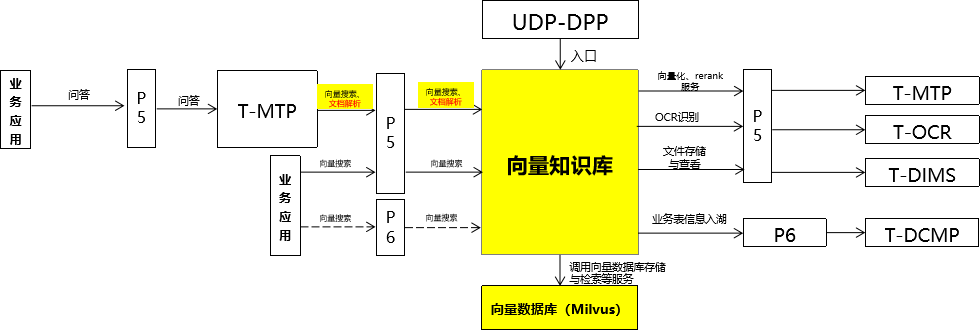 UDP-DPP
入口
业
务
应
用
问答
P
5
问答
T-MTP
向量搜索、
文档解析
P
5
向量搜索、
文档解析
向量知识库
向量化、rerank
服务
OCR识别
文件存储
与查看
P
5
T-MTP
T-OCR
T-DIMS
业
务
应
用
向量搜索
向量搜索
向量搜索
P
6
向量搜索
业务表信息入湖
P6
T-DCMP
调用向量数据库存储
与检索等服务
向量数据库（Milvus）